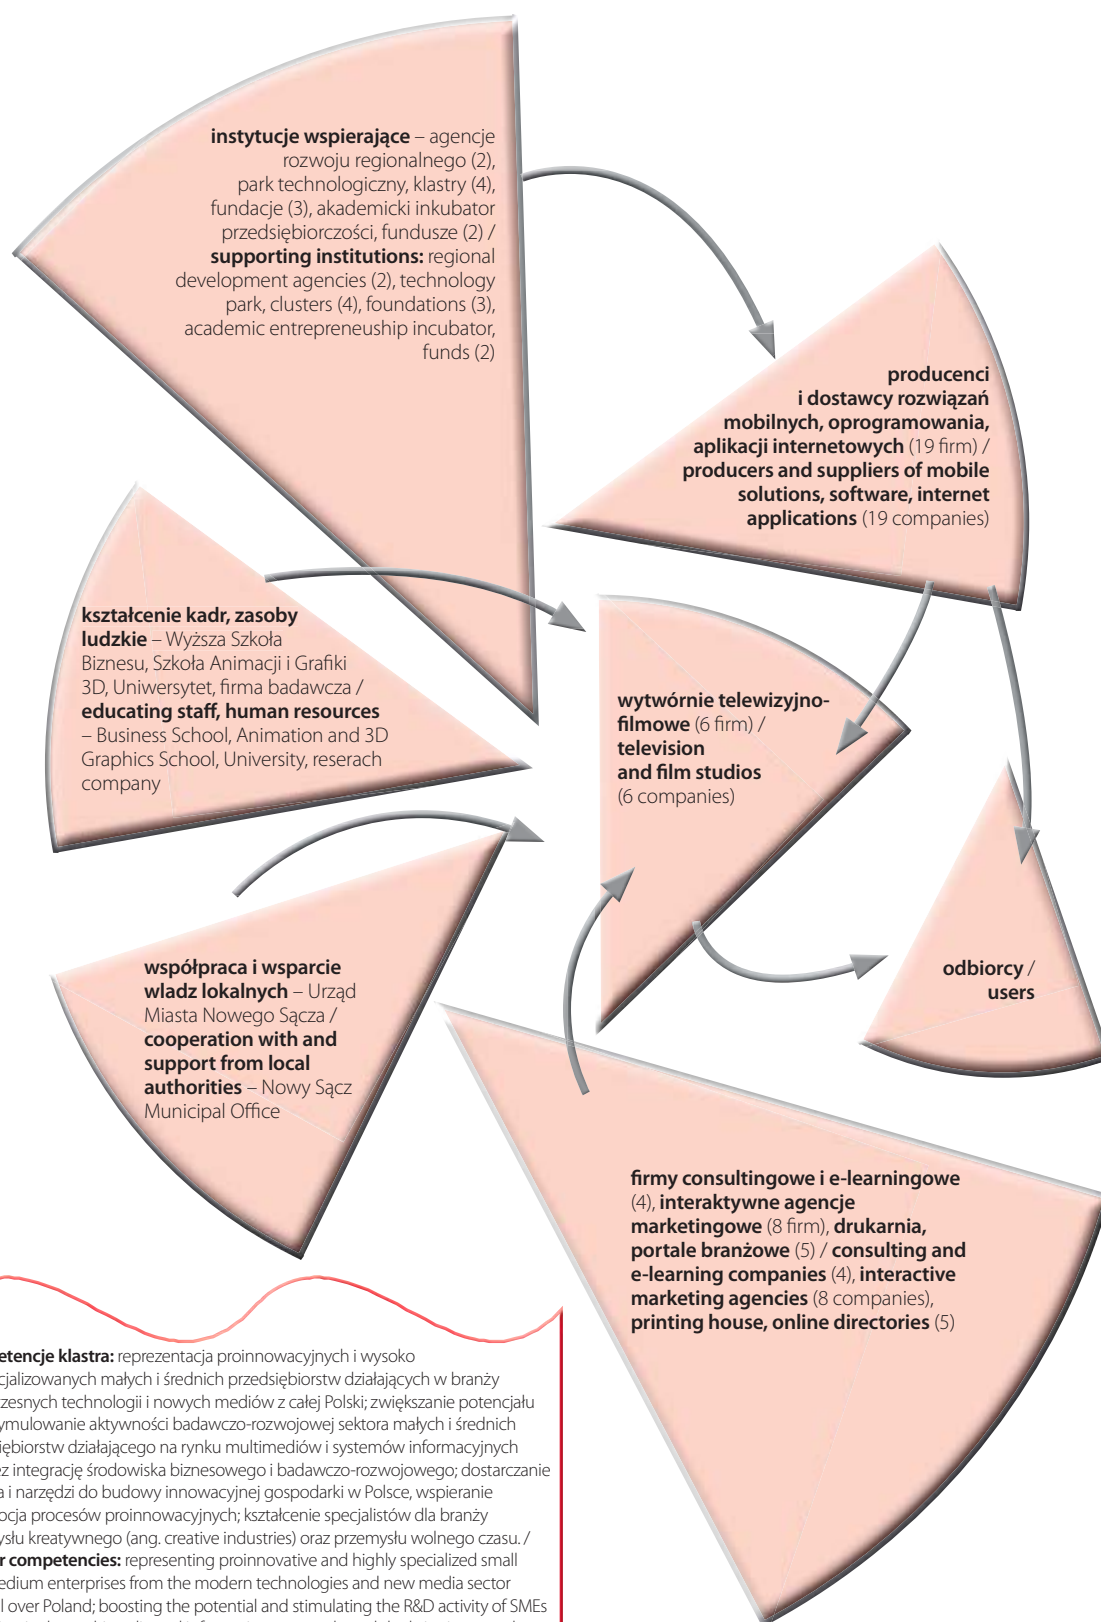 instytucje wspierające – agencje
rozwoju regionalnego (2),
park technologiczny, klastry (4),
fundacje (3), akademicki inkubator
przedsiębiorczości, fundusze (2) /
supporting institutions: regional
development agencies (2), technology
park, clusters (4), foundations (3),
academic entrepreneuship incubator,
funds (2)
producenci
i dostawcy rozwiązań
mobilnych, oprogramowania,
aplikacji internetowych (19 firm) /
producers and suppliers of mobile
solutions, software, internet
applications (19 companies)
kształcenie kadr, zasoby
ludzkie – Wyższa Szkoła
Biznesu, Szkoła Animacji i Grafiki
3D, Uniwersytet, firma badawcza /
educating staff, human resources
– Business School, Animation and 3D
Graphics School, University, reserach
company
wytwórnie telewizyjno-
filmowe (6 firm) /
television
and film studios
(6 companies)
współpraca i wsparcie
wladz lokalnych – Urząd
Miasta Nowego Sącza /
cooperation with and
support from local
authorities – Nowy Sącz
Municipal Office
odbiorcy /
users
firmy consultingowe i e-learningowe
(4), interaktywne agencje
marketingowe (8 firm), drukarnia,
portale branżowe (5) / consulting and
e-learning companies (4), interactive
marketing agencies (8 companies),
printing house, online directories (5)
etencje klastra: reprezentacja proinnowacyjnych i wysoko
cjalizowanych małych i średnich przedsiębiorstw działających w branży
zesnych technologii i nowych mediów z całej Polski; zwiększanie potencjału
ymulowanie aktywności badawczo-rozwojowej sektora małych i średnich
iębiorstw działającego na rynku multimediów i systemów informacyjnych
ez integrację środowiska biznesowego i badawczo-rozwojowego; dostarczanie
a i narzędzi do budowy innowacyjnej gospodarki w Polsce, wspieranie
ocja procesów proinnowacyjnych; kształcenie specjalistów dla branży
ysłu kreatywnego (ang. creative industries) oraz przemysłu wolnego czasu. /
r competencies: representing proinnovative and highly specialized small
edium enterprises from the modern technologies and new media sector
l over Poland; boosting the potential and stimulating the R&D activity of SMEs